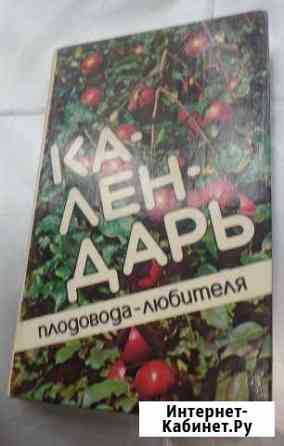 КА-
ЛЕН-
ДАРЬ
плодовода-любителя
Интернет-
Кабинет.Ру